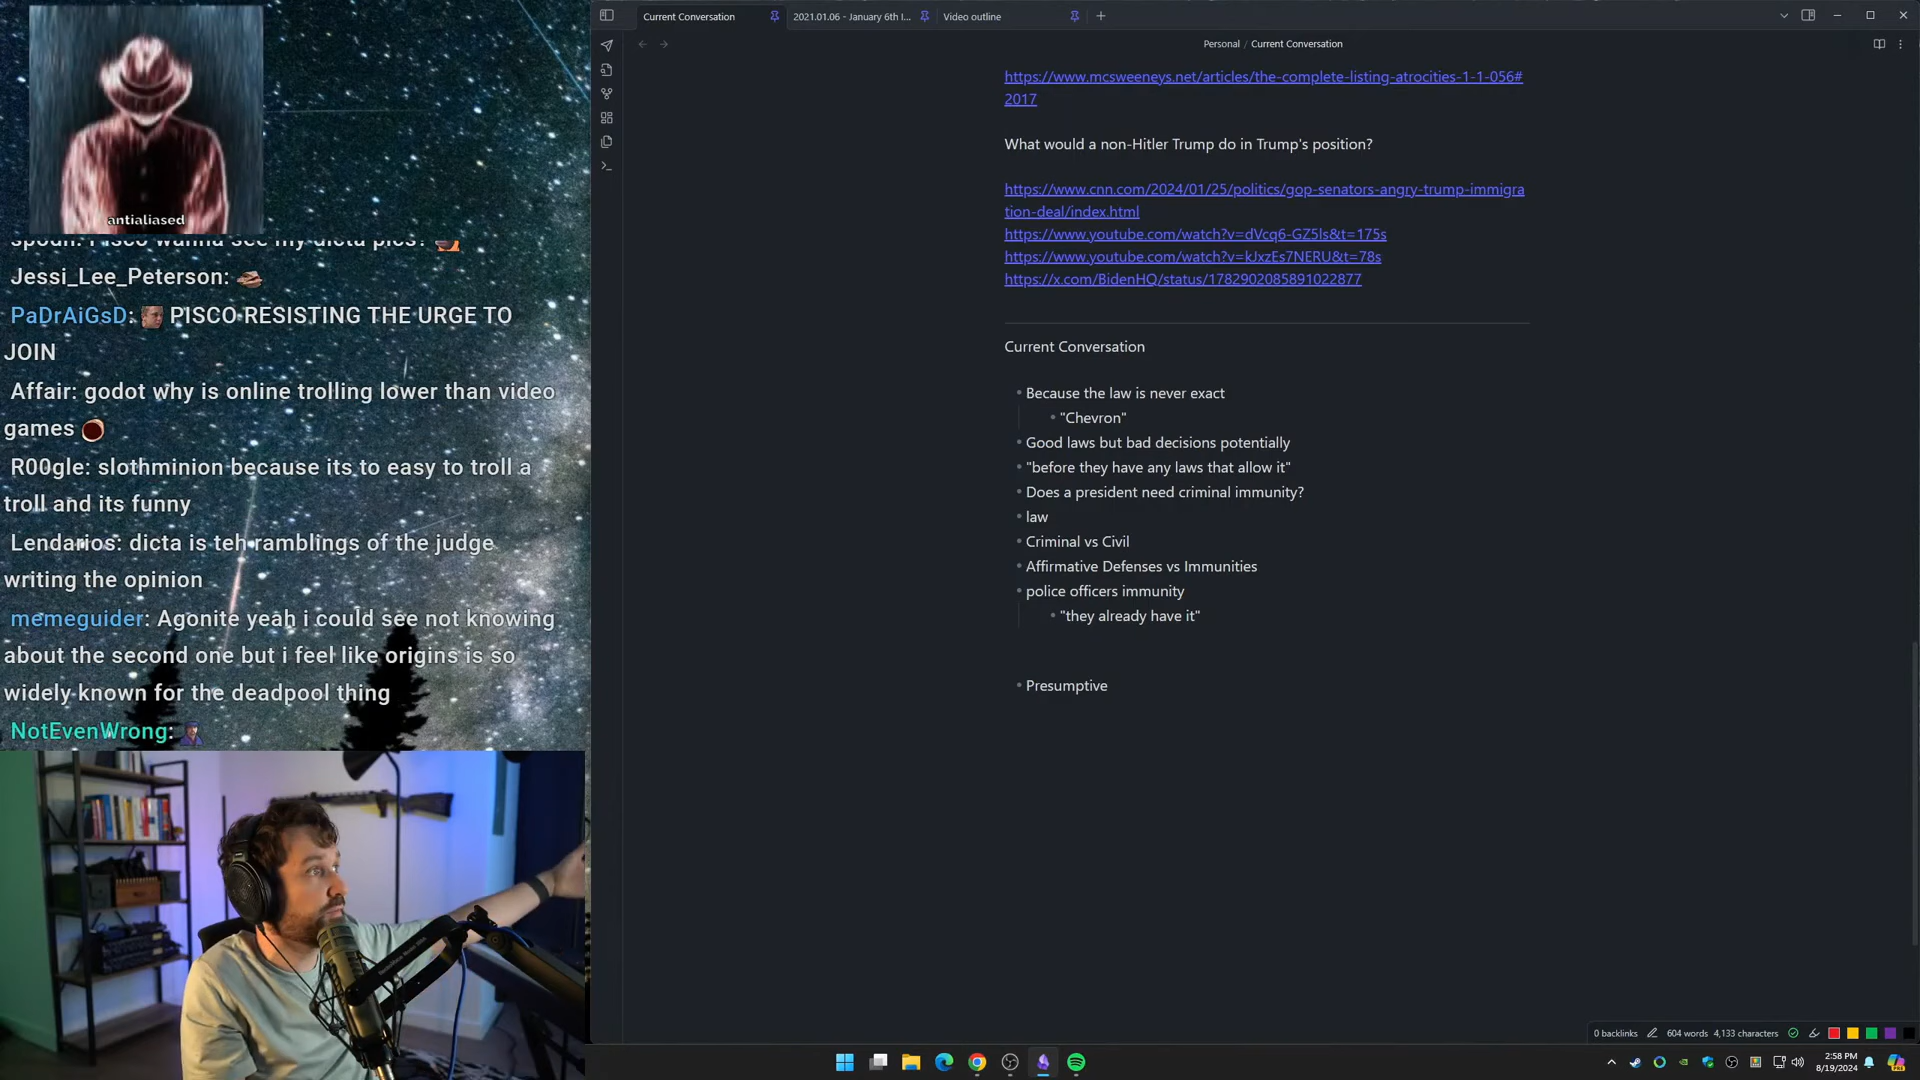 antialiased
spodn: Pisco wanna see my dicta pics?
Jessi_Lee_Peterson:
PaDrAiGsD: PISCO RESISTING THE URGE TO
JOIN
Affair: godot why is online trolling lower than video
games
R00gle: slothminion because its to easy to troll a
troll and its funny
Lendarios: dicta is teh ramblings of the judge
writing the opinion
memeguider: Agonite yeah i could see not knowing
about the second one but i feel like origins is so
widely known for the deadpool thing
NotEvenWrong:
Current Conversation
2021.01.06 - January 6th I...
Video outline
Personal / Current Conversation
https://www.mcsweeneys.net/articles/the-complete-listing-atrocities-1-1-056#
2017
What would a non-Hitler Trump do in Trump's position?
https://www.cnn.com/2024/01/25/politics/gop-senators-angry-trump-immigra
tion-deal/index.html
https://www.youtube.com/watch?v=dVcq6-GZ5ls&t=175s
https://www.youtube.com/watch?v=kJxzEs7NERU&t=78s
https://x.com/BidenHQ/status/1782902085891022877
Current Conversation
Because the law is never exact
"Chevron"
Good laws but bad decisions potentially
"before they have any laws that allow it"
Does a president need criminal immunity?
law
Criminal vs Civil
Affirmative Defenses vs Immunities
police officers immunity
"they already have it"
Presumptive
0 backlinks
604 words 4,133 characters
2:58 PM
8/19/2024